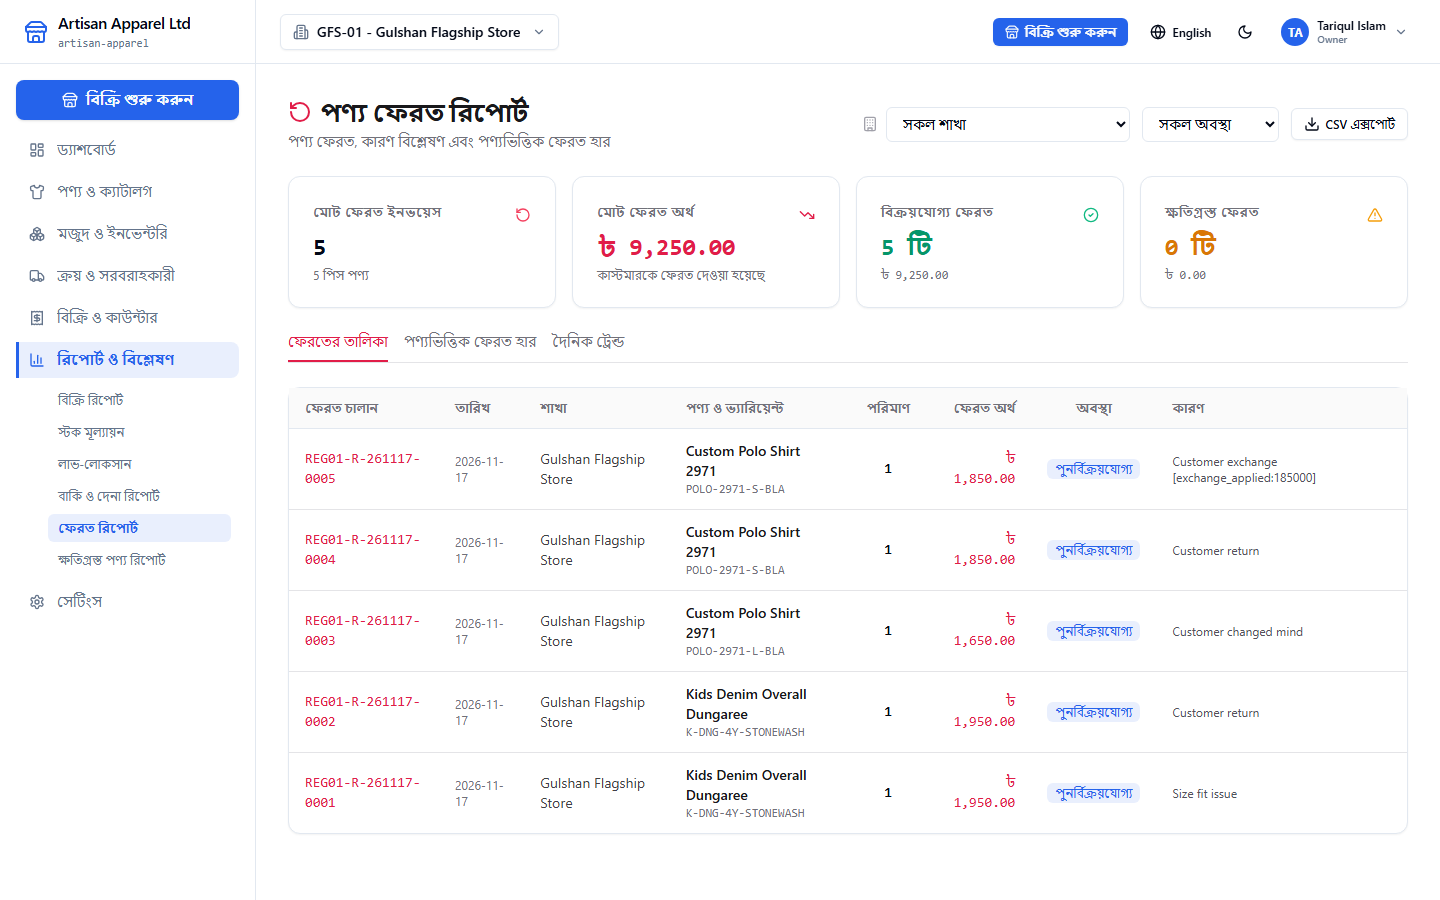 Artisan Apparel Ltd
artisan-apparel
GFS-01 - Gulshan Flagship Store
বিক্রি শুরু করুন
English
TA
Tariqul Islam
Owner
বিক্রি শুরু করুন
ড্যাশবোর্ড
পণ্য ও ক্যাটালগ
মজুদ ও ইনভেন্টরি
ক্রয় ও সরবরাহকারী
বিক্রি ও কাউন্টার
রিপোর্ট ও বিশ্লেষণ
বিক্রি রিপোর্ট
স্টক মূল্যায়ন
লাভ-লোকসান
বাকি ও দেনা রিপোর্ট
ফেরত রিপোর্ট
ক্ষতিগ্রস্ত পণ্য রিপোর্ট
সেটিংস
পণ্য ফেরত রিপোর্ট
পণ্য ফেরত, কারণ বিশ্লেষণ এবং পণ্যভিত্তিক ফেরত হার
সকল শাখা
সকল অবস্থা
CSV এক্সপোর্ট
মোট ফেরত ইনভয়েস
5
5 পিস পণ্য
মোট ফেরত অর্থ
৳ 9,250.00
কাস্টমারকে ফেরত দেওয়া হয়েছে
বিক্রয়যোগ্য ফেরত
5 টি
৳ 9,250.00
ক্ষতিগ্রস্ত ফেরত
0 টি
৳ 0.00
ফেরতের তালিকা পণ্যভিত্তিক ফেরত হার দৈনিক ট্রেন্ড
ফেরত চালান তারিখ শাখা পণ্য ও ভ্যারিয়েন্ট পরিমাণ ফেরত অর্থ অবস্থা কারণ
REG01-R-261117-
0005
2026-11-
17
Gulshan Flagship
Store
Custom Polo Shirt
2971
POLO-2971-S-BLA
1
৳
1,850.00
পুনর্বিক্রয়যোগ্য
Customer exchange
[exchange_applied:185000]
REG01-R-261117-
0004
2026-11-
17
Gulshan Flagship
Store
Custom Polo Shirt
2971
POLO-2971-S-BLA
1
৳
1,850.00
পুনর্বিক্রয়যোগ্য
Customer return
REG01-R-261117-
0003
2026-11-
17
Gulshan Flagship
Store
Custom Polo Shirt
2971
POLO-2971-L-BLA
1
৳
1,650.00
পুনর্বিক্রয়যোগ্য
Customer changed mind
REG01-R-261117-
0002
2026-11-
17
Gulshan Flagship
Store
Kids Denim Overall
Dungaree
K-DNG-4Y-STONEWASH
1
৳
1,950.00
পুনর্বিক্রয়যোগ্য
Customer return
REG01-R-261117-
0001
2026-11-
17
Gulshan Flagship
Store
Kids Denim Overall
Dungaree
K-DNG-4Y-STONEWASH
1
৳
1,950.00
পুনর্বিক্রয়যোগ্য
Size fit issue